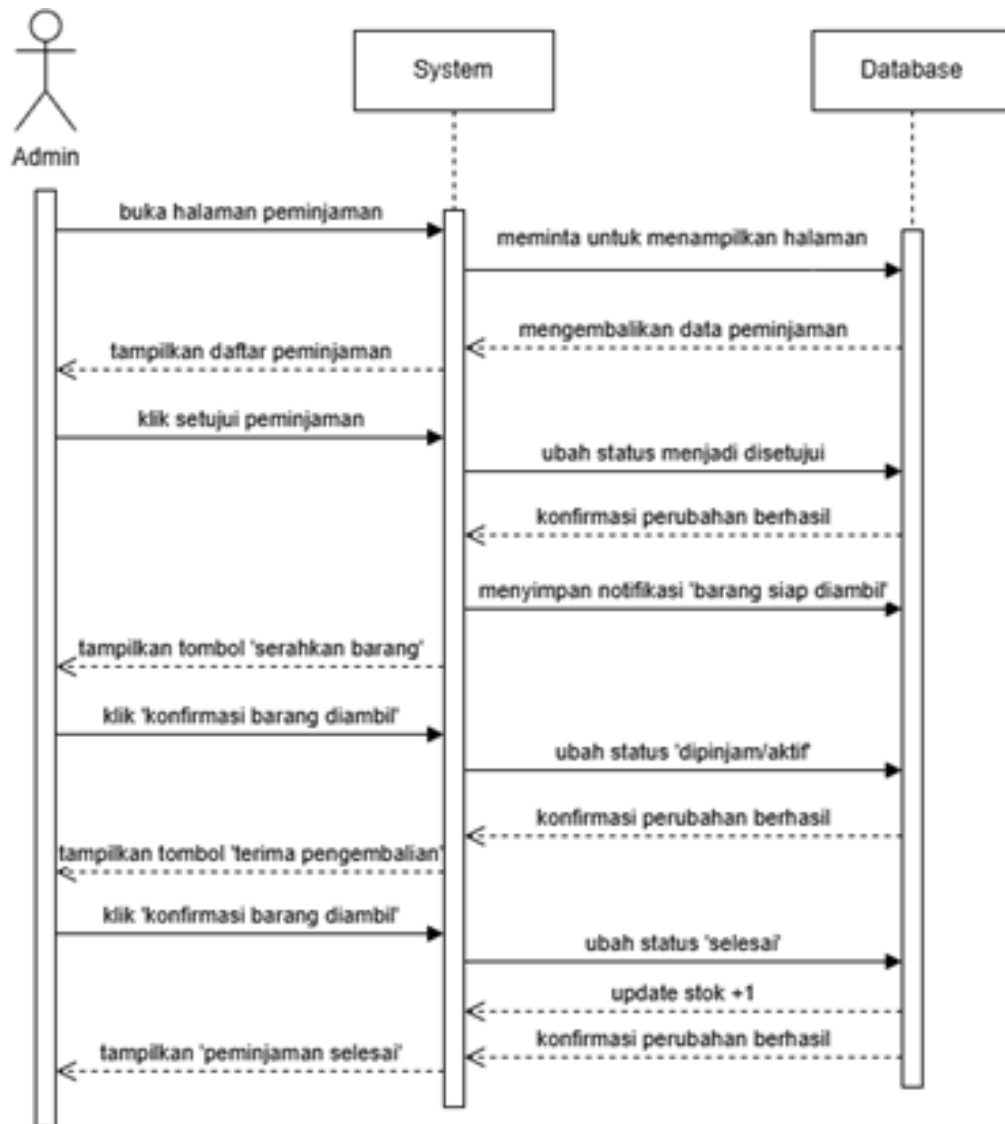 System
Database
Admin
buka halaman peminjaman
meminta untuk menampilkan halaman
mengembalikan data peminjaman
tampilkan daftar peminjaman
klik setujui peminjaman
ubah status menjadi disetujui
konfirmasi perubahan berhasil
menyimpan notifikasi 'barang siap diambil'
tampilkan tombol 'serahkan barang'
klik 'konfirmasi barang diambil'
ubah status 'dipinjam/aktif'
konfirmasi perubahan berhasil
tampilkan tombol 'terima pengembalian'
klik 'konfirmasi barang diambil'
ubah status 'selesai'
update stok +1
konfirmasi perubahan berhasil
tampilkan 'peminjaman selesai'